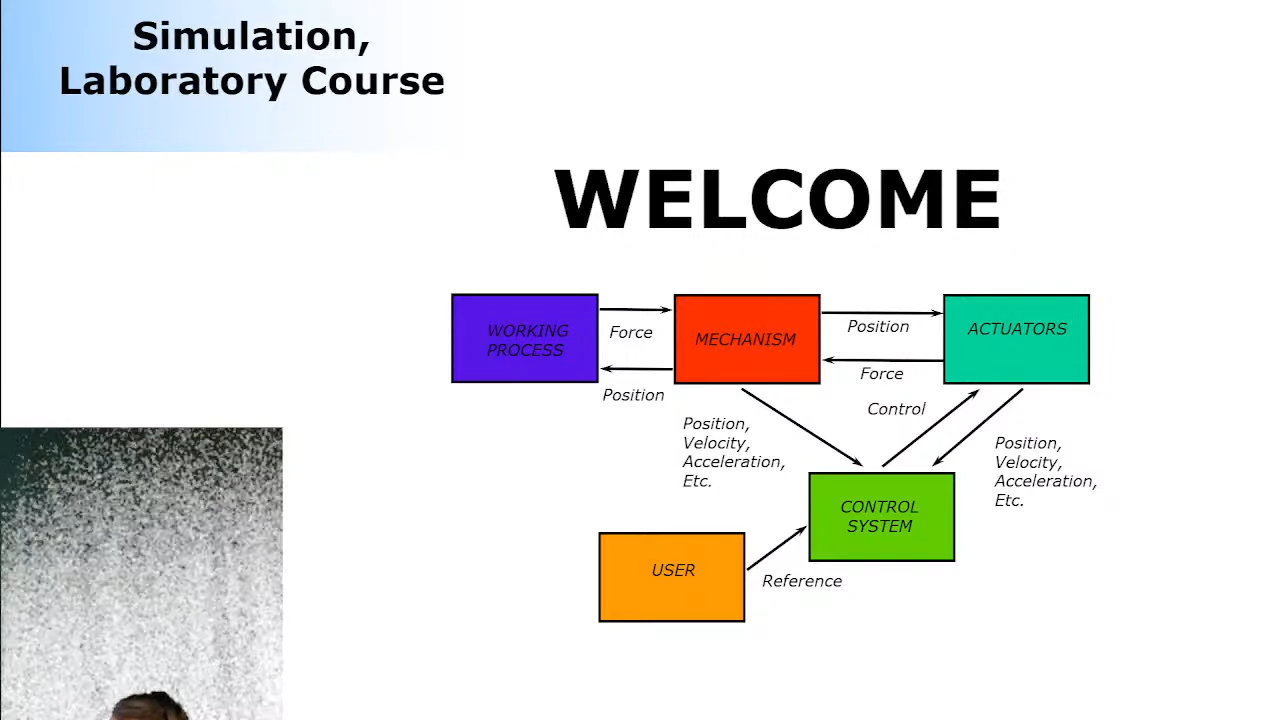 Simulation,
Laboratory Course
WELCOME
WORKING
PROCESS
Force
Position
MECHANISM
Position
Force
ACTUATORS
Control
Position,
Velocity,
Acceleration,
Etc.
Position,
Velocity,
Acceleration,
Etc.
CONTROL
SYSTEM
USER
Reference